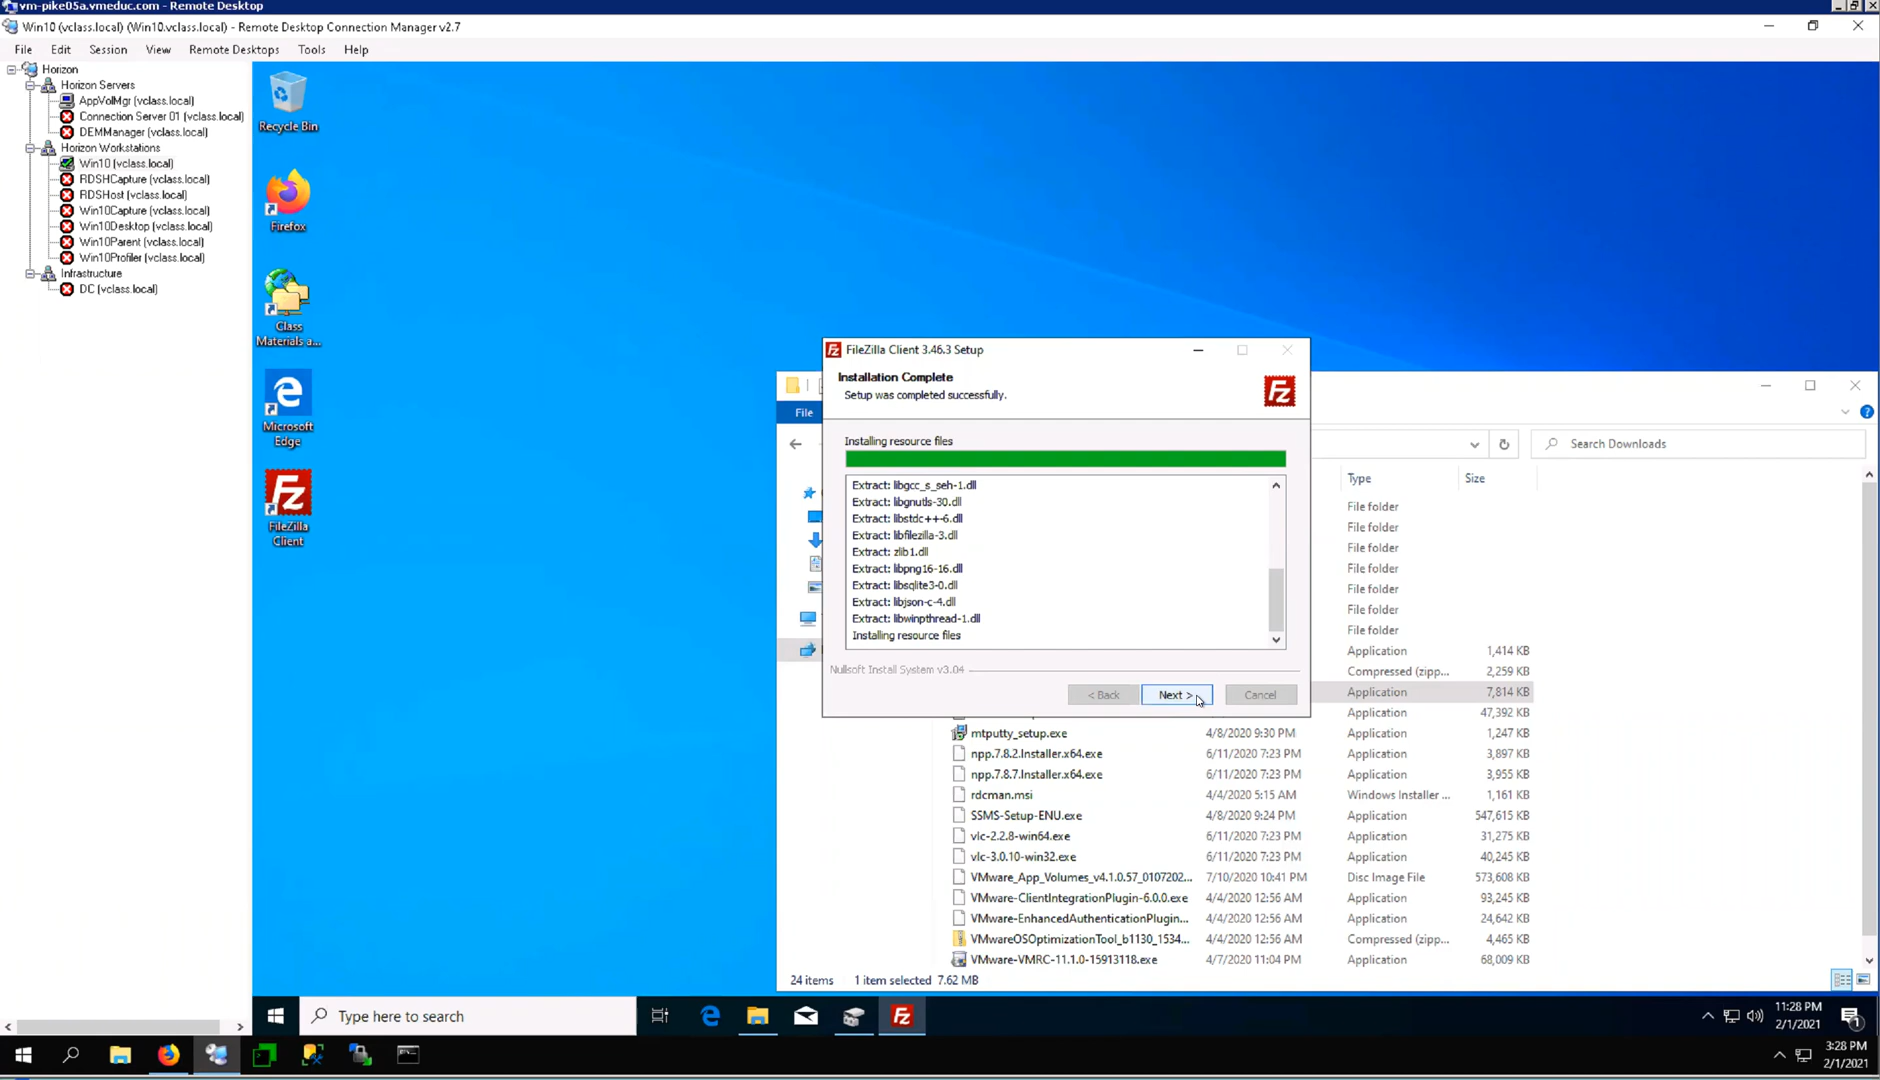 vm-pike05a.vmeduc.com - Remote Desktop
Win10 (vclass.local) (Win10.vclass.local) - Remote Desktop Connection Manager v2.7
File Edit Session View Remote Desktops Tools Help
Horizon
Horizon Servers
AppVolMgr (vclass.local)
Connection Server 01 (vclass.local)
DEMManager (vclass.local)
Horizon Workstations
Win10 (vclass.local)
RDSHCapture (vclass.local)
RDSHost (vclass.local)
Win10Capture (vclass.local)
Win10Desktop (vclass.local)
Win10Parent (vclass.local)
Win10Profiler (vclass.local)
Infrastructure
DC (vclass.local)
Recycle Bin
Firefox
Class
Materials a...
Microsoft
Edge
FileZilla
Client
FileZilla Client 3.46.3 Setup
Installation Complete
Setup was completed successfully.
Installing resource files
Extract: libgcc_s_seh-1.dll
Extract: libgnutls-30.dll
Extract: libstdc++-6.dll
Extract: libfilezilla-3.dll
Extract: zlib1.dll
Extract: libpng16-16.dll
Extract: libsqlite3-0.dll
Extract: libjson-c-4.dll
Extract: libwinpthread-1.dll
Installing resource files
Nullsoft Install System v3.04
< Back Next > Cancel
File
Search Downloads
Type Size
File folder
File folder
File folder
File folder
File folder
File folder
File folder
Application 1,414 KB
Compressed (zipp... 2,259 KB
Application 7,814 KB
Application 47,392 KB
mtputty_setup.exe 4/8/2020 9:30 PM Application 1,247 KB
npp.7.8.2.Installer.x64.exe 6/11/2020 7:23 PM Application 3,897 KB
npp.7.8.7.Installer.x64.exe 6/11/2020 7:23 PM Application 3,955 KB
rdcman.msi 4/4/2020 5:15 AM Windows Installer ... 1,161 KB
SSMS-Setup-ENU.exe 4/8/2020 9:24 PM Application 547,615 KB
vlc-2.2.8-win64.exe 6/11/2020 7:23 PM Application 31,275 KB
vlc-3.0.10-win32.exe 6/11/2020 7:23 PM Application 40,245 KB
VMware_App_Volumes_v4.1.0.57_0107202... 7/10/2020 10:41 PM Disc Image File 573,608 KB
VMware-ClientIntegrationPlugin-6.0.0.exe 4/4/2020 12:56 AM Application 93,245 KB
VMware-EnhancedAuthenticationPlugin... 4/4/2020 12:56 AM Application 24,642 KB
VMwareOSOptimizationTool_b1130_1534... 4/4/2020 12:56 AM Compressed (zipp... 4,465 KB
VMware-VMRC-11.1.0-15913118.exe 4/7/2020 11:04 PM Application 68,009 KB
24 items 1 item selected 7.62 MB
Type here to search
11:28 PM
2/1/2021
3:28 PM
2/1/2021